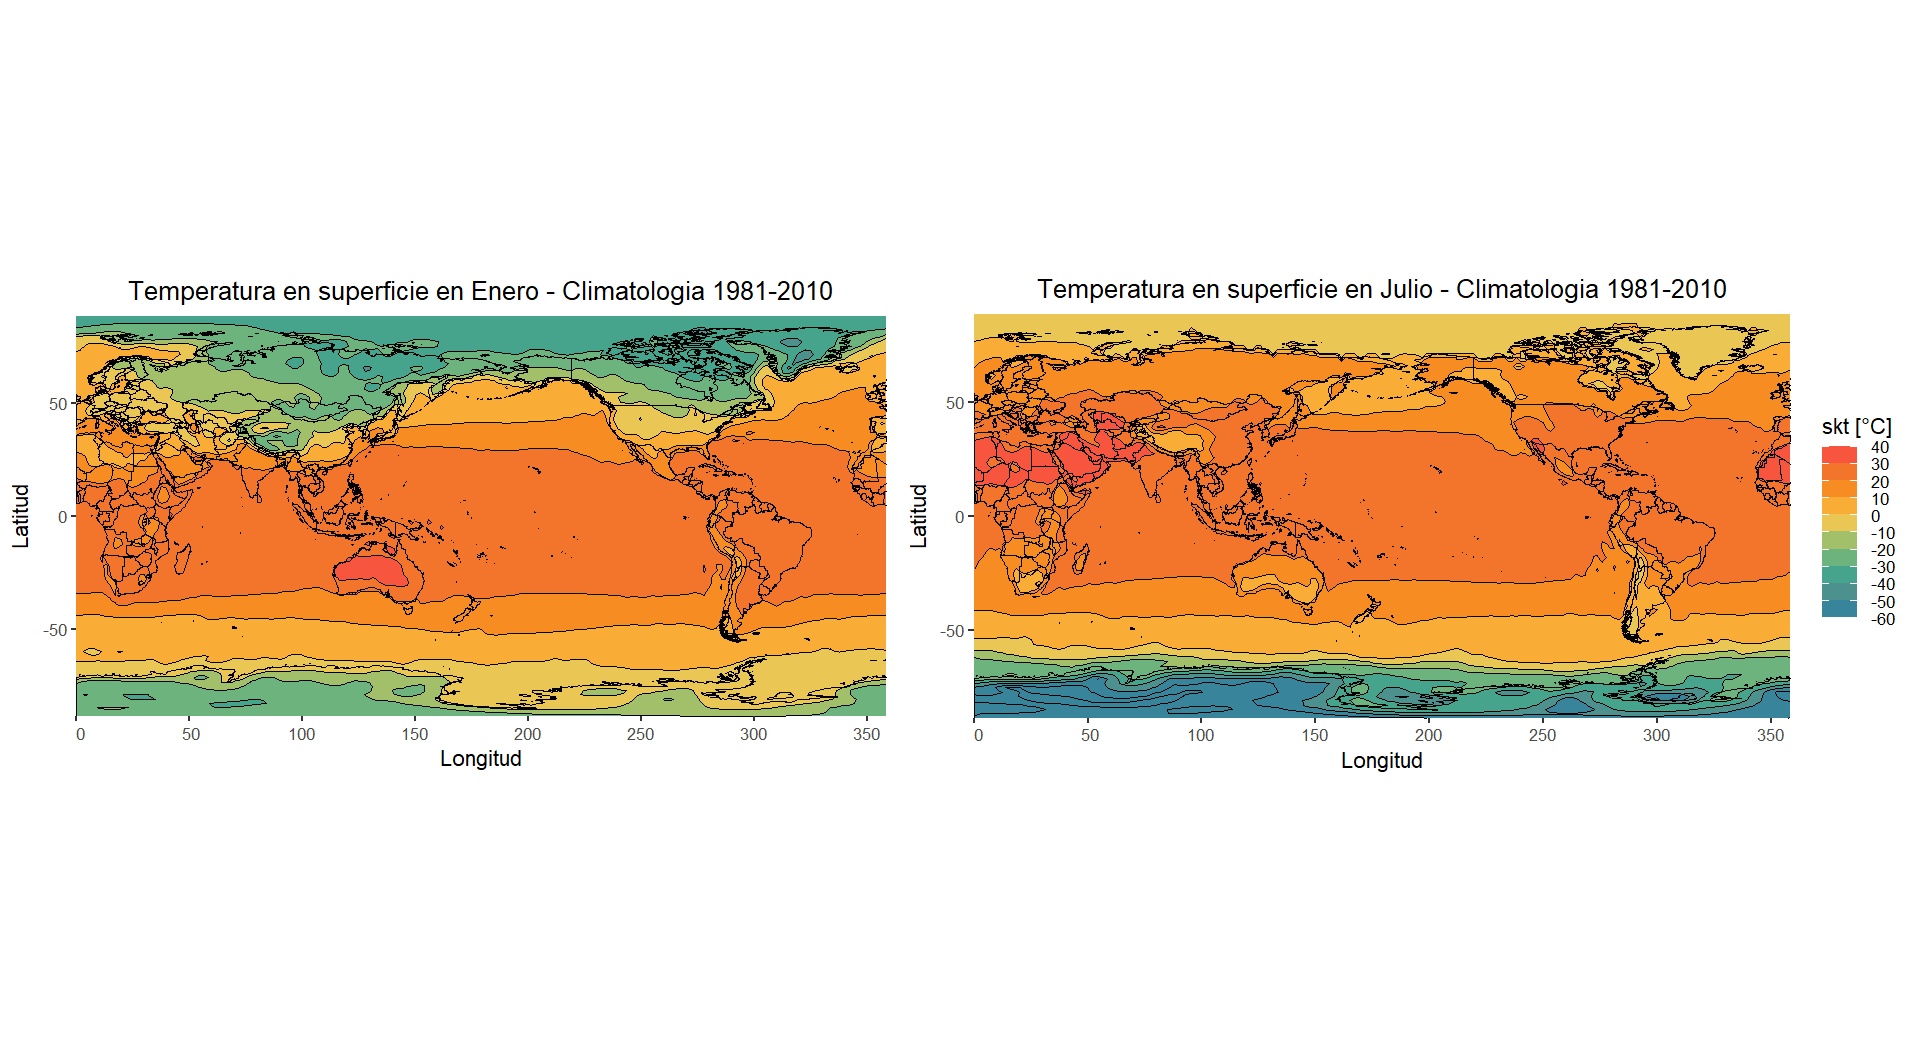 Temperatura en superficie en Enero - Climatologia 1981-2010
Latitud
50
0
-50
0 50 100 150 200 250 300 350
Longitud
Temperatura en superficie en Julio - Climatologia 1981-2010
Latitud
50
0
-50
0 50 100 150 200 250 300 350
Longitud
skt [°C]
40
30
20
10
0
-10
-20
-30
-40
-50
-60